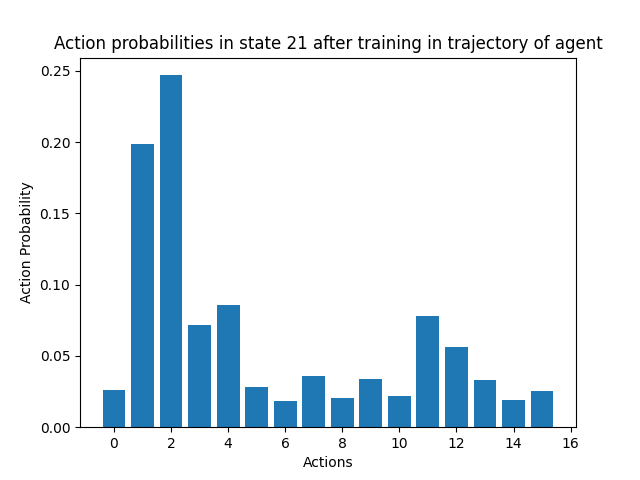 Action probabilities in state 21 after training in trajectory of agent
0.25
0.20
0.15
0.10
0.05
0.00
Action Probability
0 2 4 6 8 10 12 14 16
Actions